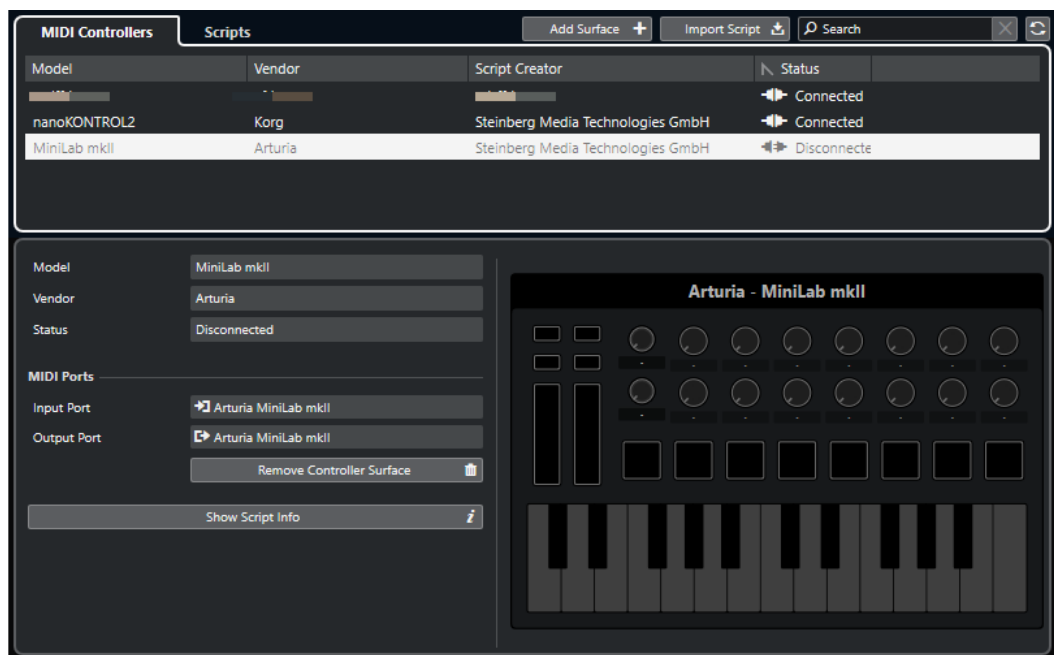 MIDI Controllers Scripts Add Surface Import Script Search
Model Vendor Script Creator Status
Connected
nanoKONTROL2 Korg Steinberg Media Technologies GmbH Connected
MiniLab mkII Arturia Steinberg Media Technologies GmbH Disconnecte
Model MiniLab mkII
Arturia - MiniLab mkII
Vendor Arturia
Status Disconnected
MIDI Ports
Input Port Arturia MiniLab mkII
Output Port Arturia MiniLab mkII
Remove Controller Surface
Show Script Info